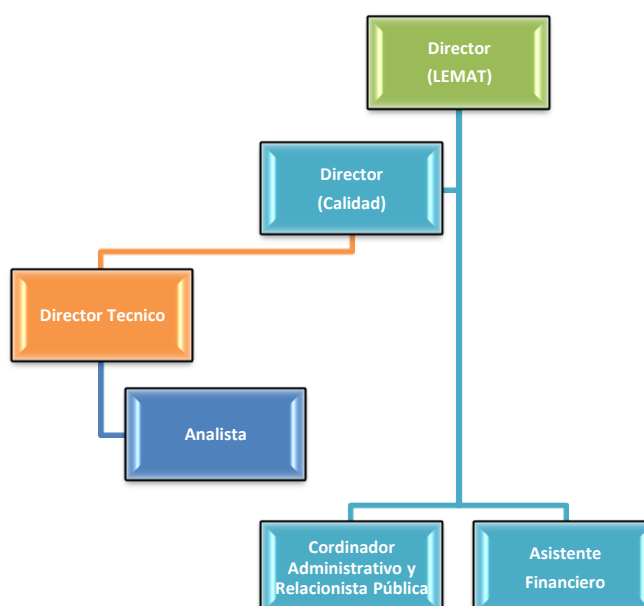 Director
(LEMAT)
Director
(Calidad)
Director Tecnico
Analista
Cordinador
Administrativo y
Relacionista Pública
Asistente
Financiero